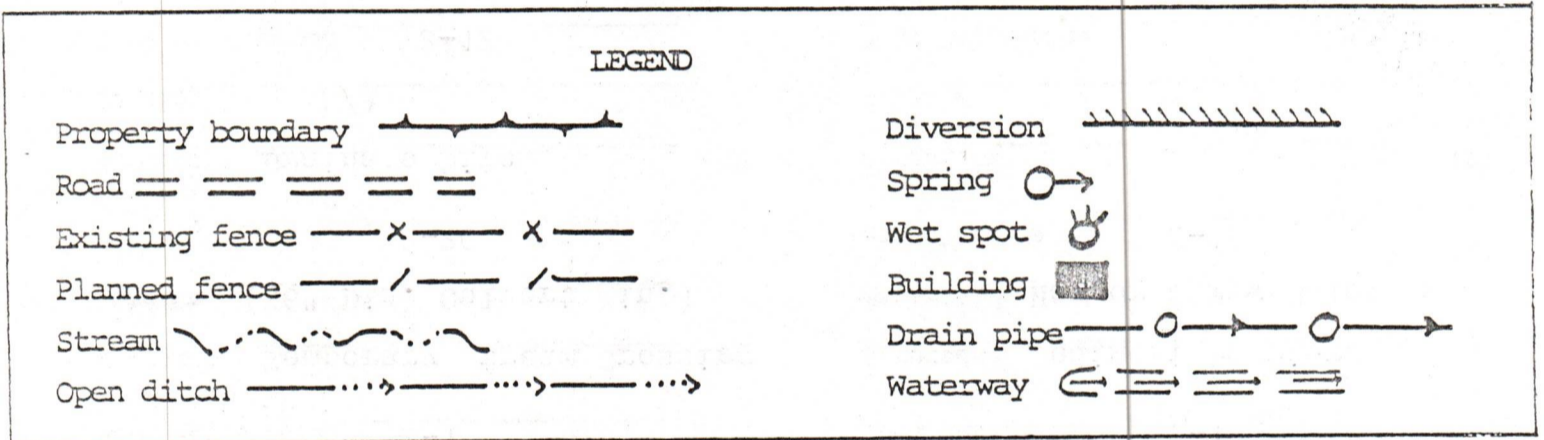 LEGEND
Property boundary
Road
Existing fence
Planned fence
Stream
Open ditch
Diversion
Spring
Wet spot
Building
Drain pipe
Waterway